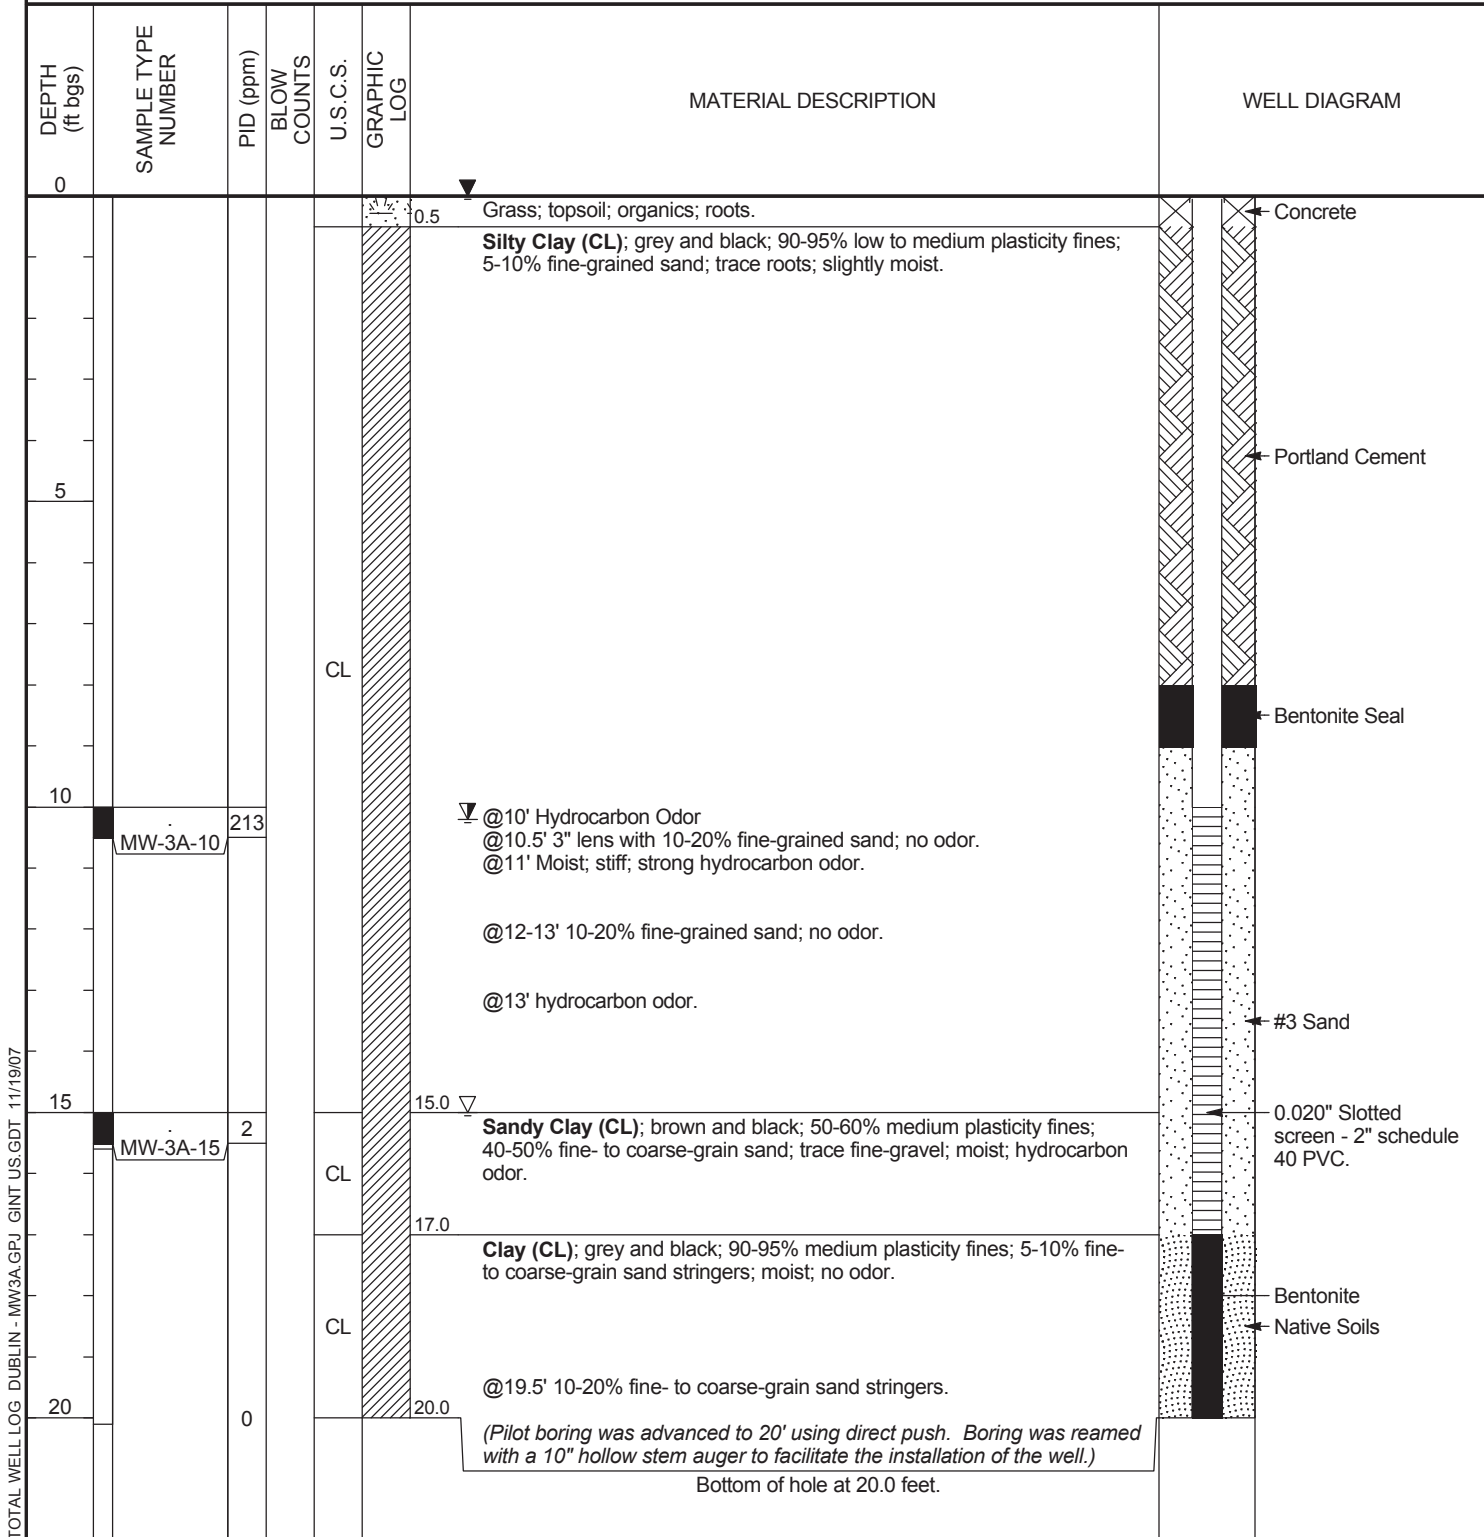 DEPTH
(ft bgs)
SAMPLE TYPE
NUMBER
PID (ppm)
BLOW
COUNTS
U.S.C.S.
GRAPHIC
LOG
MATERIAL DESCRIPTION
WELL DIAGRAM
0
0.5
Grass; topsoil; organics; roots.
Concrete
Silty Clay (CL); grey and black; 90-95% low to medium plasticity fines;
5-10% fine-grained sand; trace roots; slightly moist.
Portland Cement
5
CL
Bentonite Seal
10
MW-3A-10
213
@10' Hydrocarbon Odor
@10.5' 3" lens with 10-20% fine-grained sand; no odor.
@11' Moist; stiff; strong hydrocarbon odor.
@12-13' 10-20% fine-grained sand; no odor.
@13' hydrocarbon odor.
#3 Sand
15
15.0
MW-3A-15
2
CL
Sandy Clay (CL); brown and black; 50-60% medium plasticity fines;
40-50% fine- to coarse-grain sand; trace fine-gravel; moist; hydrocarbon
odor.
0.020" Slotted
screen - 2" schedule
40 PVC.
17.0
Clay (CL); grey and black; 90-95% medium plasticity fines; 5-10% fine-
to coarse-grain sand stringers; moist; no odor.
CL
Bentonite
Native Soils
@19.5' 10-20% fine- to coarse-grain sand stringers.
20
20.0
0
(Pilot boring was advanced to 20' using direct push. Boring was reamed
with a 10" hollow stem auger to facilitate the installation of the well.)
Bottom of hole at 20.0 feet.
TOTAL WELL LOG DUBLIN - MW3A.GPJ GINT US.GDT 11/19/07